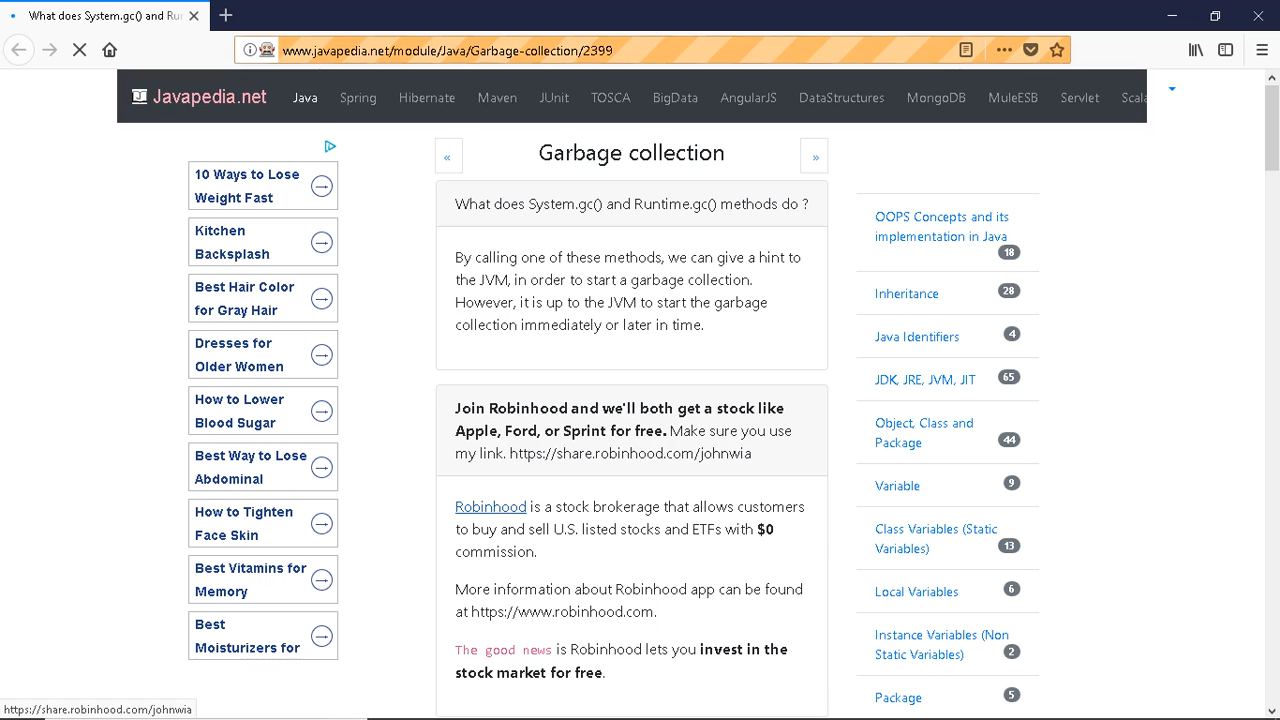 What does System.gc() and Ru
www.javapedia.net/module/Java/Garbage-collection/2399
Javapedia.net Java Spring Hibernate Maven JUnit TOSCA BigData AngularJS DataStructures MongoDB MuleESB Servlet Scala
10 Ways to Lose
Weight Fast
Kitchen
Backsplash
Best Hair Color
for Gray Hair
Dresses for
Older Women
How to Lower
Blood Sugar
Best Way to Lose
Abdominal
How to Tighten
Face Skin
Best Vitamins for
Memory
Best
Moisturizers for
« Garbage collection »
What does System.gc() and Runtime.gc() methods do ?
By calling one of these methods, we can give a hint to
the JVM, in order to start a garbage collection.
However, it is up to the JVM to start the garbage
collection immediately or later in time.
Join Robinhood and we'll both get a stock like
Apple, Ford, or Sprint for free. Make sure you use
my link. https://share.robinhood.com/johnwia
Robinhood is a stock brokerage that allows customers
to buy and sell U.S. listed stocks and ETFs with $0
commission.
More information about Robinhood app can be found
at https://www.robinhood.com.
The good news is Robinhood lets you invest in the
stock market for free.
OOPS Concepts and its
implementation in Java
18
Inheritance 28
Java Identifiers 4
JDK, JRE, JVM, JIT 65
Object, Class and
Package 44
Variable 9
Class Variables (Static
Variables) 13
Local Variables 6
Instance Variables (Non
Static Variables) 2
Package 5
https://share.robinhood.com/johnwia